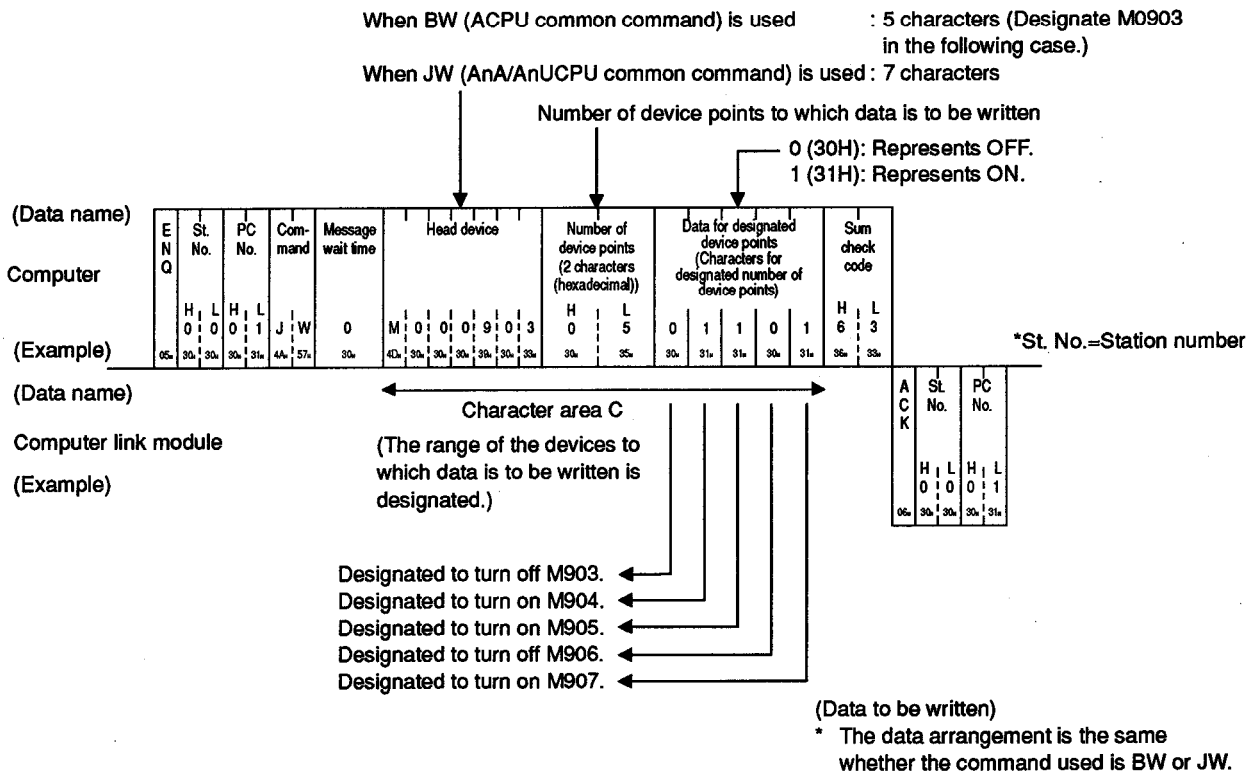 When BW (ACPU common command) is used : 5 characters (Designate M0903
in the following case.)
When JW (AnA/AnUCPU common command) is used : 7 characters
Number of device points to which data is to be written
0 (30H): Represents OFF.
1 (31H): Represents ON.
(Data name)
E N Q
St. No.
PC No.
Com-
mand
Message
wait time
Head device
Number of
device points
(2 characters
(hexadecimal))
Data for designated
device points
(Characters for
designated number of
device points)
Sum
check
code
Computer
H L H L H L H L
0 0 0 1 J W 0 M 0 0 0 9 0 3 0 5 0 1 1 0 1 6 3
(Example)
05H 30H 30H 30H 31H 4AH 57H 30H 4DH 30H 30H 30H 39H 30H 33H 30H 35H 30H 31H 31H 30H 31H 36H 33H
*St. No.=Station number
(Data name)
A C K
St. No.
PC No.
Character area C
Computer link module
(The range of the devices to
which data is to be written is
designated.)
(Example)
H L H L
0 0 0 1
06H 30H 30H 30H 31H
Designated to turn off M903.
Designated to turn on M904.
Designated to turn on M905.
Designated to turn off M906.
Designated to turn on M907.
(Data to be written)
* The data arrangement is the same
whether the command used is BW or JW.